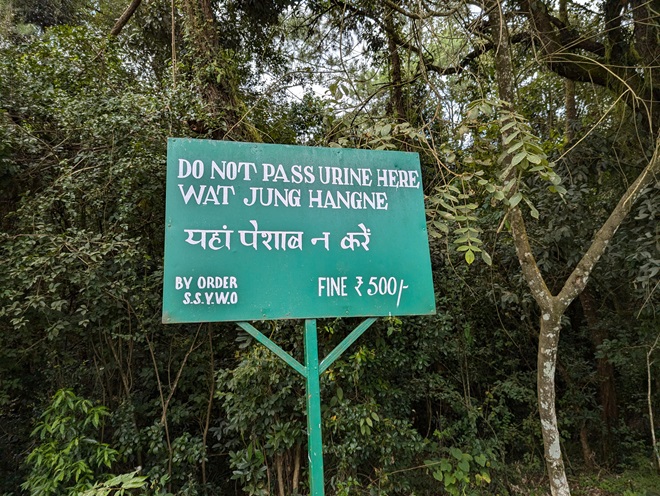 DO NOT PASS URINE HERE
WAT JUNG HANGNE
यहां पेशाब न करें
BY ORDER
S.S.Y.W.O
FINE ₹ 500/-